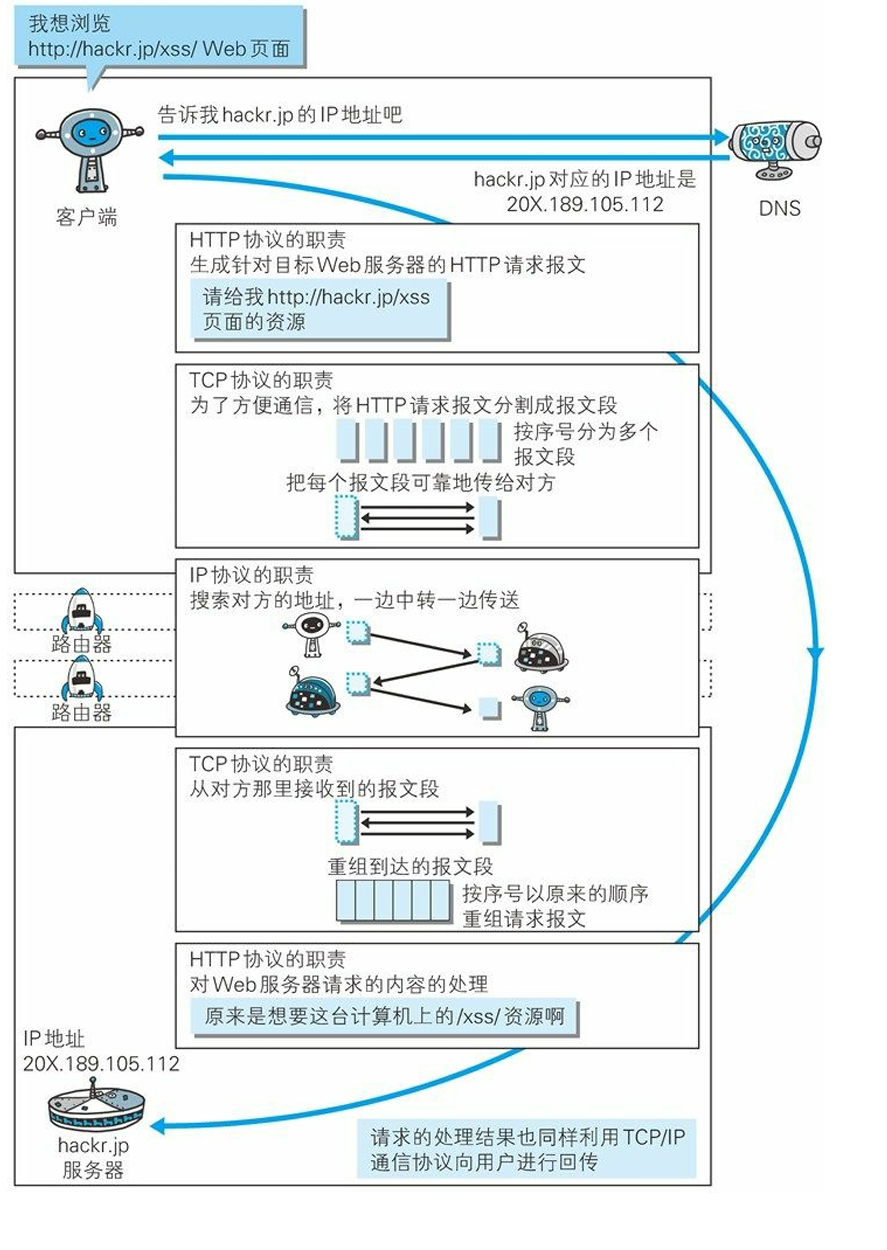 我想浏览
http://hackr.jp/xss/ Web页面
告诉我hackr.jp的IP地址吧
hackr.jp对应的IP地址是
20X.189.105.112
客户端
DNS
HTTP协议的职责
生成针对目标Web服务器的HTTP请求报文
请给我http://hackr.jp/xss
页面的资源
TCP协议的职责
为了方便通信，将HTTP请求报文分割成报文段
按序号分为多个
报文段
把每个报文段可靠地传给对方
IP协议的职责
搜索对方的地址，一边中转一边传送
路由器
路由器
TCP协议的职责
从对方那里接收到的报文段
重组到达的报文段
按序号以原来的顺序
重组请求报文
HTTP协议的职责
对Web服务器请求的内容的处理
原来是想要这台计算机上的/xss/资源啊
IP地址
20X.189.105.112
hackr.jp
服务器
请求的处理结果也同样利用TCP/IP
通信协议向用户进行回传